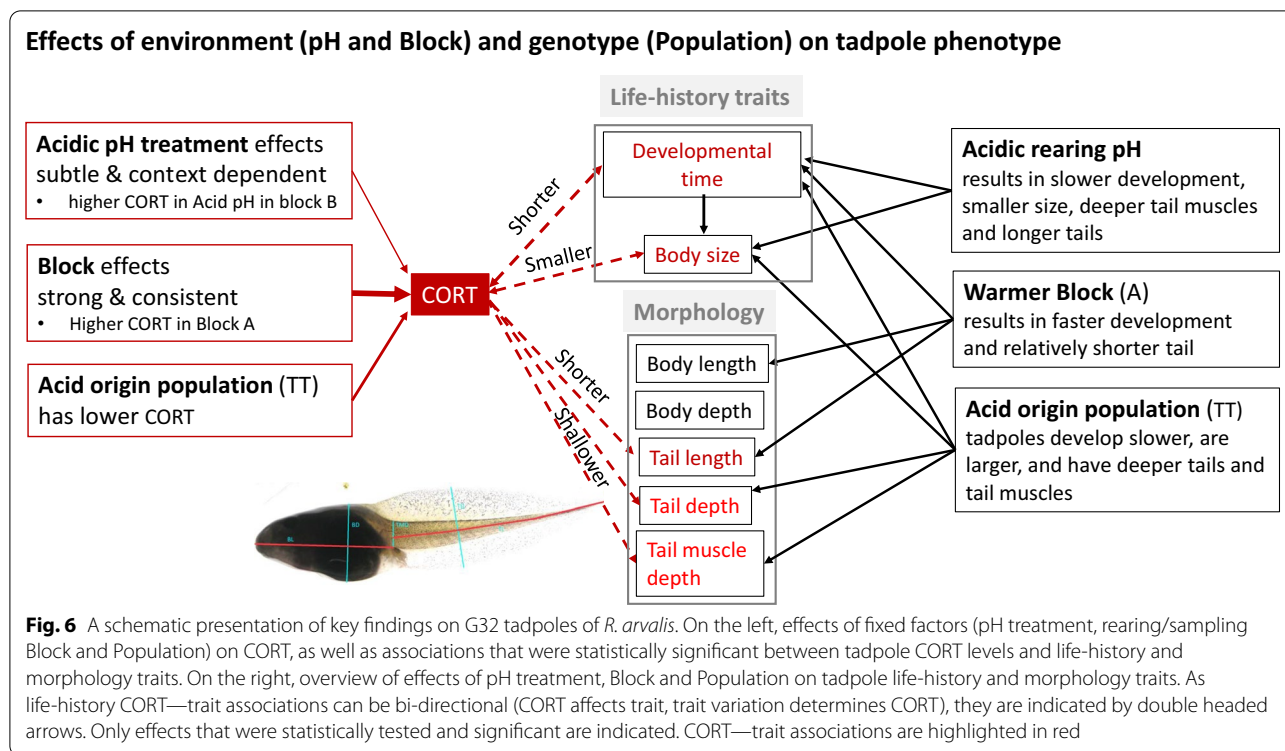 Effects of environment (pH and Block) and genotype (Population) on tadpole phenotype
Acidic pH treatment effects
subtle & context dependent
• higher CORT in Acid pH in block B
Block effects
strong & consistent
• Higher CORT in Block A
Acid origin population (TT)
has lower CORT
CORT
Shorter
Smaller
Shorter
Shallower
Life-history traits
Developmental
time
Body size
Morphology
Body length
Body depth
Tail length
Tail depth
Tail muscle
depth
Acidic rearing pH
results in slower development,
smaller size, deeper tail muscles
and longer tails
Warmer Block (A)
results in faster development
and relatively shorter tail
Acid origin population (TT)
tadpoles develop slower, are
larger, and have deeper tails and
tail muscles
BL
BD
Fig. 6 A schematic presentation of key findings on G32 tadpoles of R. arvalis. On the left, effects of fixed factors (pH treatment, rearing/sampling
Block and Population) on CORT, as well as associations that were statistically significant between tadpole CORT levels and life-history and
morphology traits. On the right, overview of effects of pH treatment, Block and Population on tadpole life-history and morphology traits. As
life-history CORT—trait associations can be bi-directional (CORT affects trait, trait variation determines CORT), they are indicated by double headed
arrows. Only effects that were statistically tested and significant are indicated. CORT—trait associations are highlighted in red